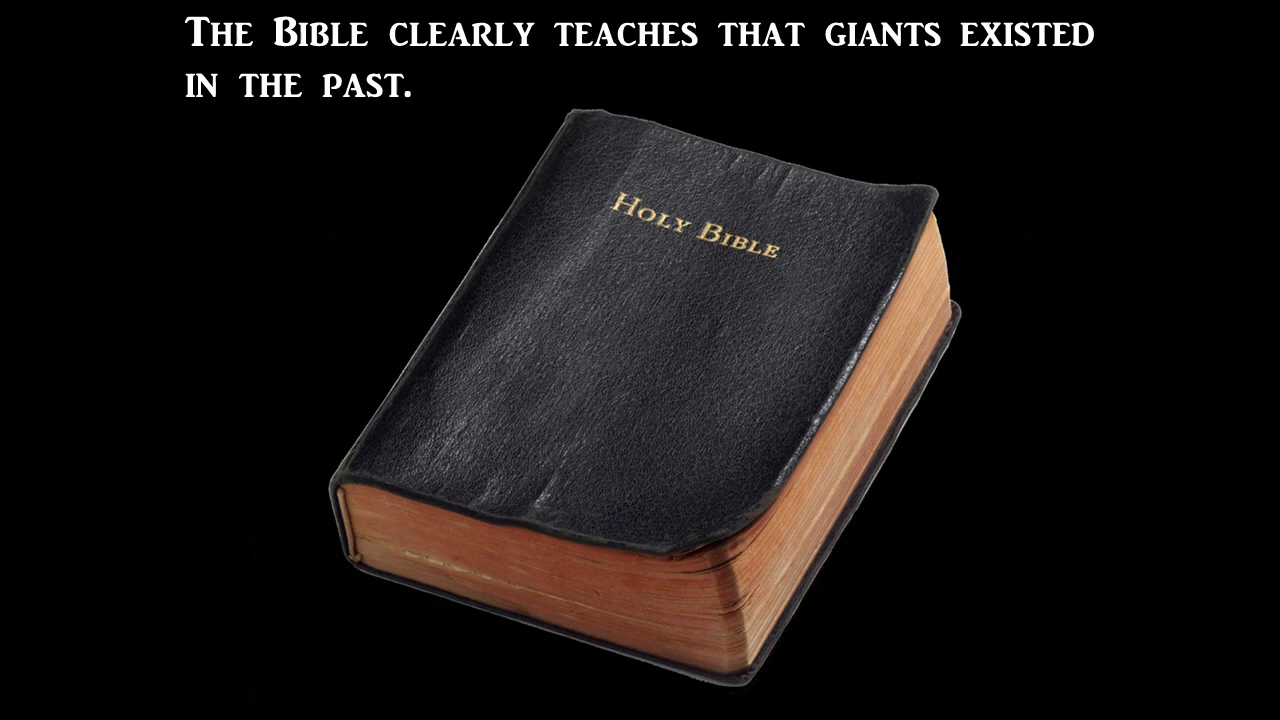 The Bible clearly teaches that giants existed
in the past.
Holy Bible